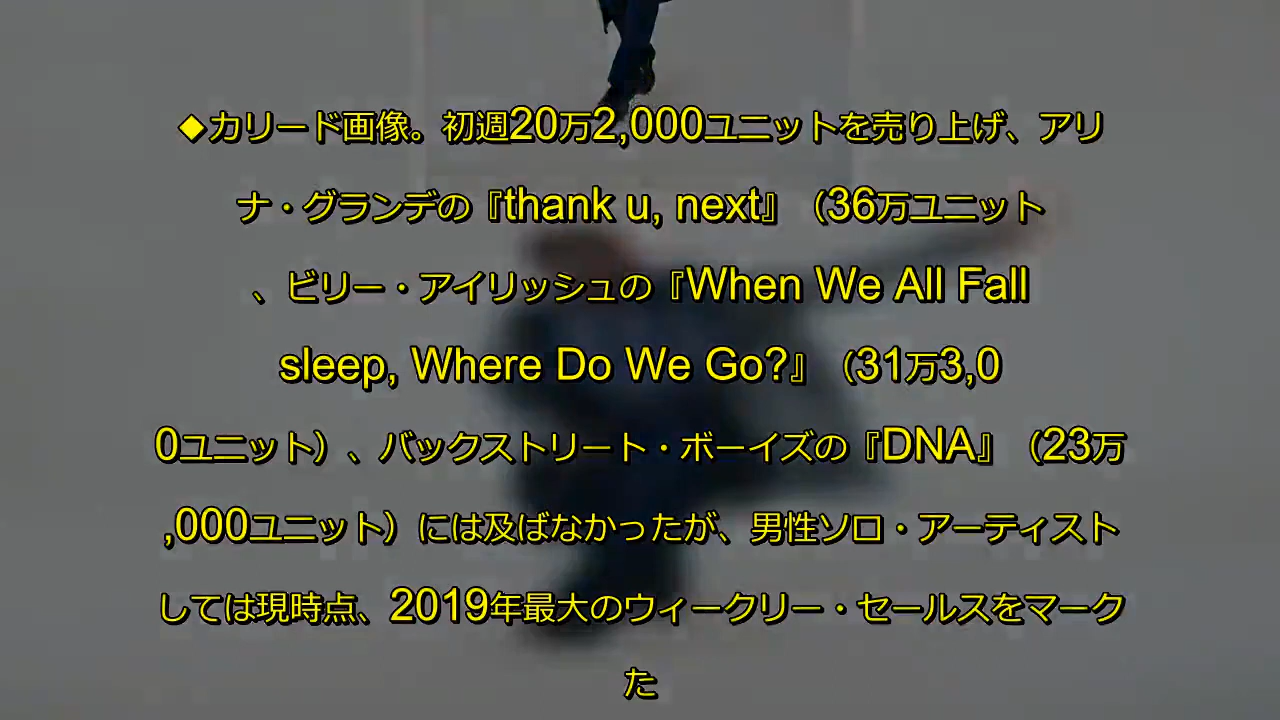 ◆カリード画像。初週20万2,000ユニットを売り上げ、アリ
ナ・グランデの『thank u, next』（36万ユニット
、ビリー・アイリッシュの『When We All Fall
sleep, Where Do We Go?』（31万3,0
0ユニット）、バックストリート・ボーイズの『DNA』（23万
,000ユニット）には及ばなかったが、男性ソロ・アーティスト
しては現時点、2019年最大のウィークリー・セールスをマーク
た